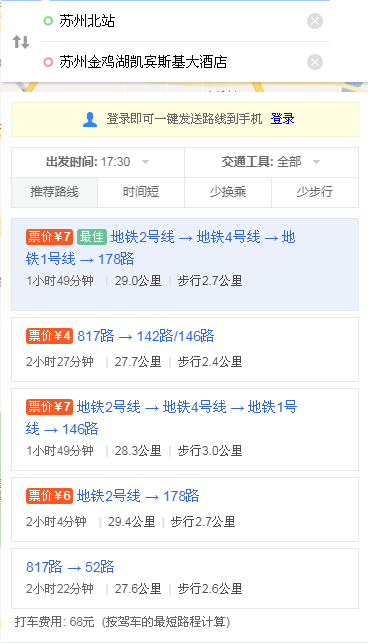 苏州北站
苏州金鸡湖凯宾斯基大酒店
登录即可一键发送路线到手机 登录
出发时间: 17:30 交通工具: 全部
推荐路线 时间短 少换乘 少步行
票价¥7 最佳 地铁2号线 → 地铁4号线 → 地
铁1号线 → 178路
1小时49分钟 | 29.0公里 | 步行2.7公里
票价¥4 817路 → 142路/146路
2小时27分钟 | 27.7公里 | 步行2.4公里
票价¥7 地铁2号线 → 地铁4号线 → 地铁1号
线 → 146路
1小时49分钟 | 28.3公里 | 步行3.0公里
票价¥6 地铁2号线 → 178路
2小时4分钟 | 29.4公里 | 步行2.7公里
817路 → 52路
2小时22分钟 | 27.6公里 | 步行2.6公里
打车费用: 68元 (按驾车的最短路程计算)